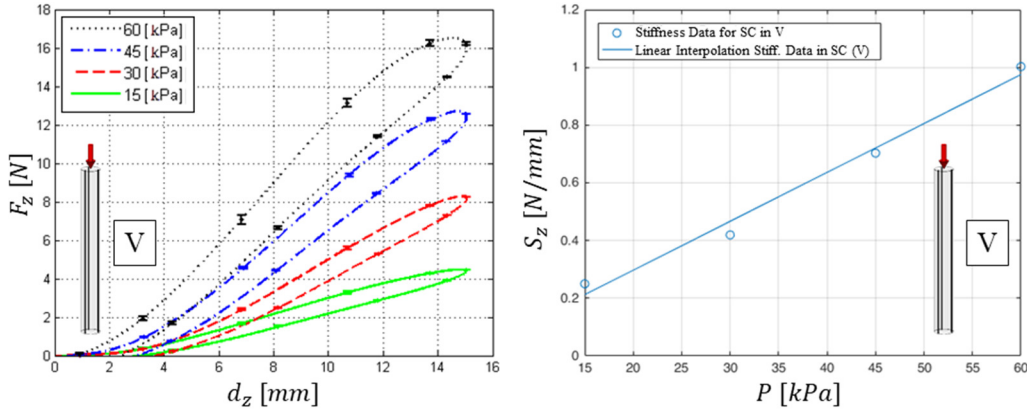 18
16
14
12
10
8
6
4
2
0
F_z [N]
60 [kPa]
45 [kPa]
30 [kPa]
15 [kPa]
V
0 2 4 6 8 10 12 14 16
d_z [mm]
1.2
1
0.8
0.6
0.4
0.2
0
S_z [N/mm]
Stiffness Data for SC in V
Linear Interpolation Stiff. Data in SC (V)
V
15 20 25 30 35 40 45 50 55 60
P [kPa]